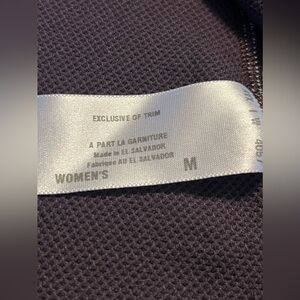 EXCLUSIVE OF TRIM
A PART LA GARNITURE
Made in EL SALVADOR
Fabriqué AU EL SALVADOR
WOMEN'S M